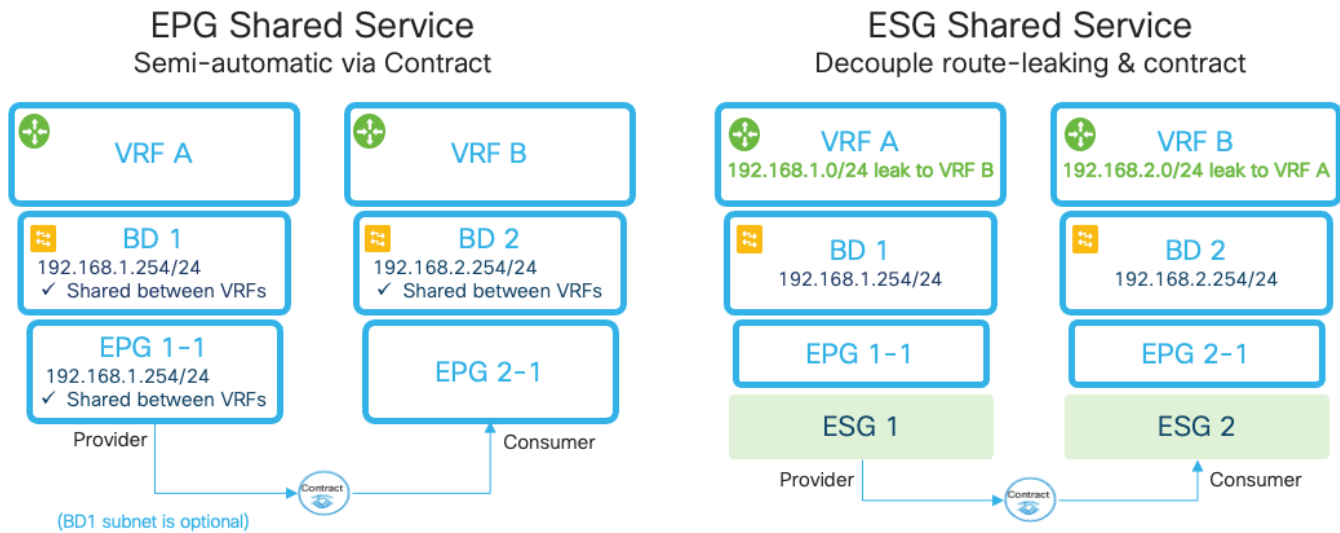 EPG Shared Service
Semi-automatic via Contract
VRF A
VRF B
BD 1
192.168.1.254/24
✓ Shared between VRFs
BD 2
192.168.2.254/24
✓ Shared between VRFs
EPG 1-1
192.168.1.254/24
✓ Shared between VRFs
EPG 2-1
Provider
Consumer
Contract
(BD1 subnet is optional)
ESG Shared Service
Decouple route-leaking & contract
VRF A
192.168.1.0/24 leak to VRF B
VRF B
192.168.2.0/24 leak to VRF A
BD 1
192.168.1.254/24
BD 2
192.168.2.254/24
EPG 1-1
EPG 2-1
ESG 1
ESG 2
Provider
Consumer
Contract